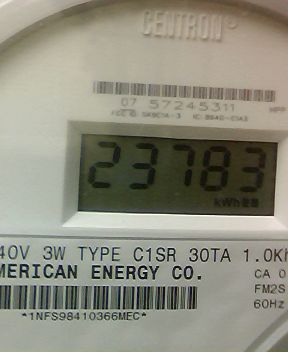 CENTRON®
07 57245311
23783
kWh
40V 3W TYPE C1SR 30TA 1.0Kh
MERICAN ENERGY CO.
CA 0
FM2S
60Hz
*1NFS98410366MEC*